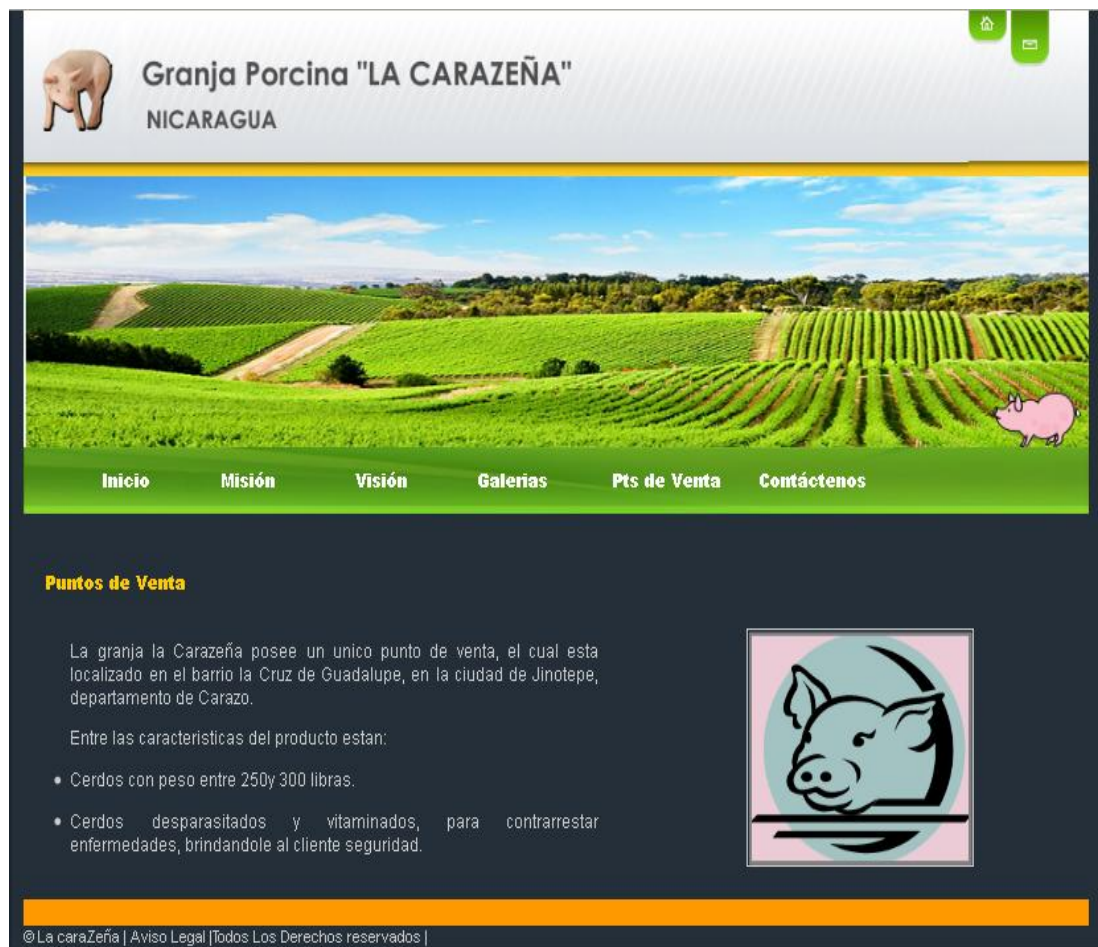 Granja Porcina "LA CARAZEÑA"
NICARAGUA
Inicio Misión Visión Galerias Pts de Venta Contáctenos
Puntos de Venta
La granja la Carazeña posee un unico punto de venta, el cual esta
localizado en el barrio la Cruz de Guadalupe, en la ciudad de Jinotepe,
departamento de Carazo.
Entre las caracteristicas del producto estan:
• Cerdos con peso entre 250y 300 libras.
• Cerdos desparasitados y vitaminados, para contrarrestar
enfermedades, brindandole al cliente seguridad.
© La caraZeña | Aviso Legal |Todos Los Derechos reservados |